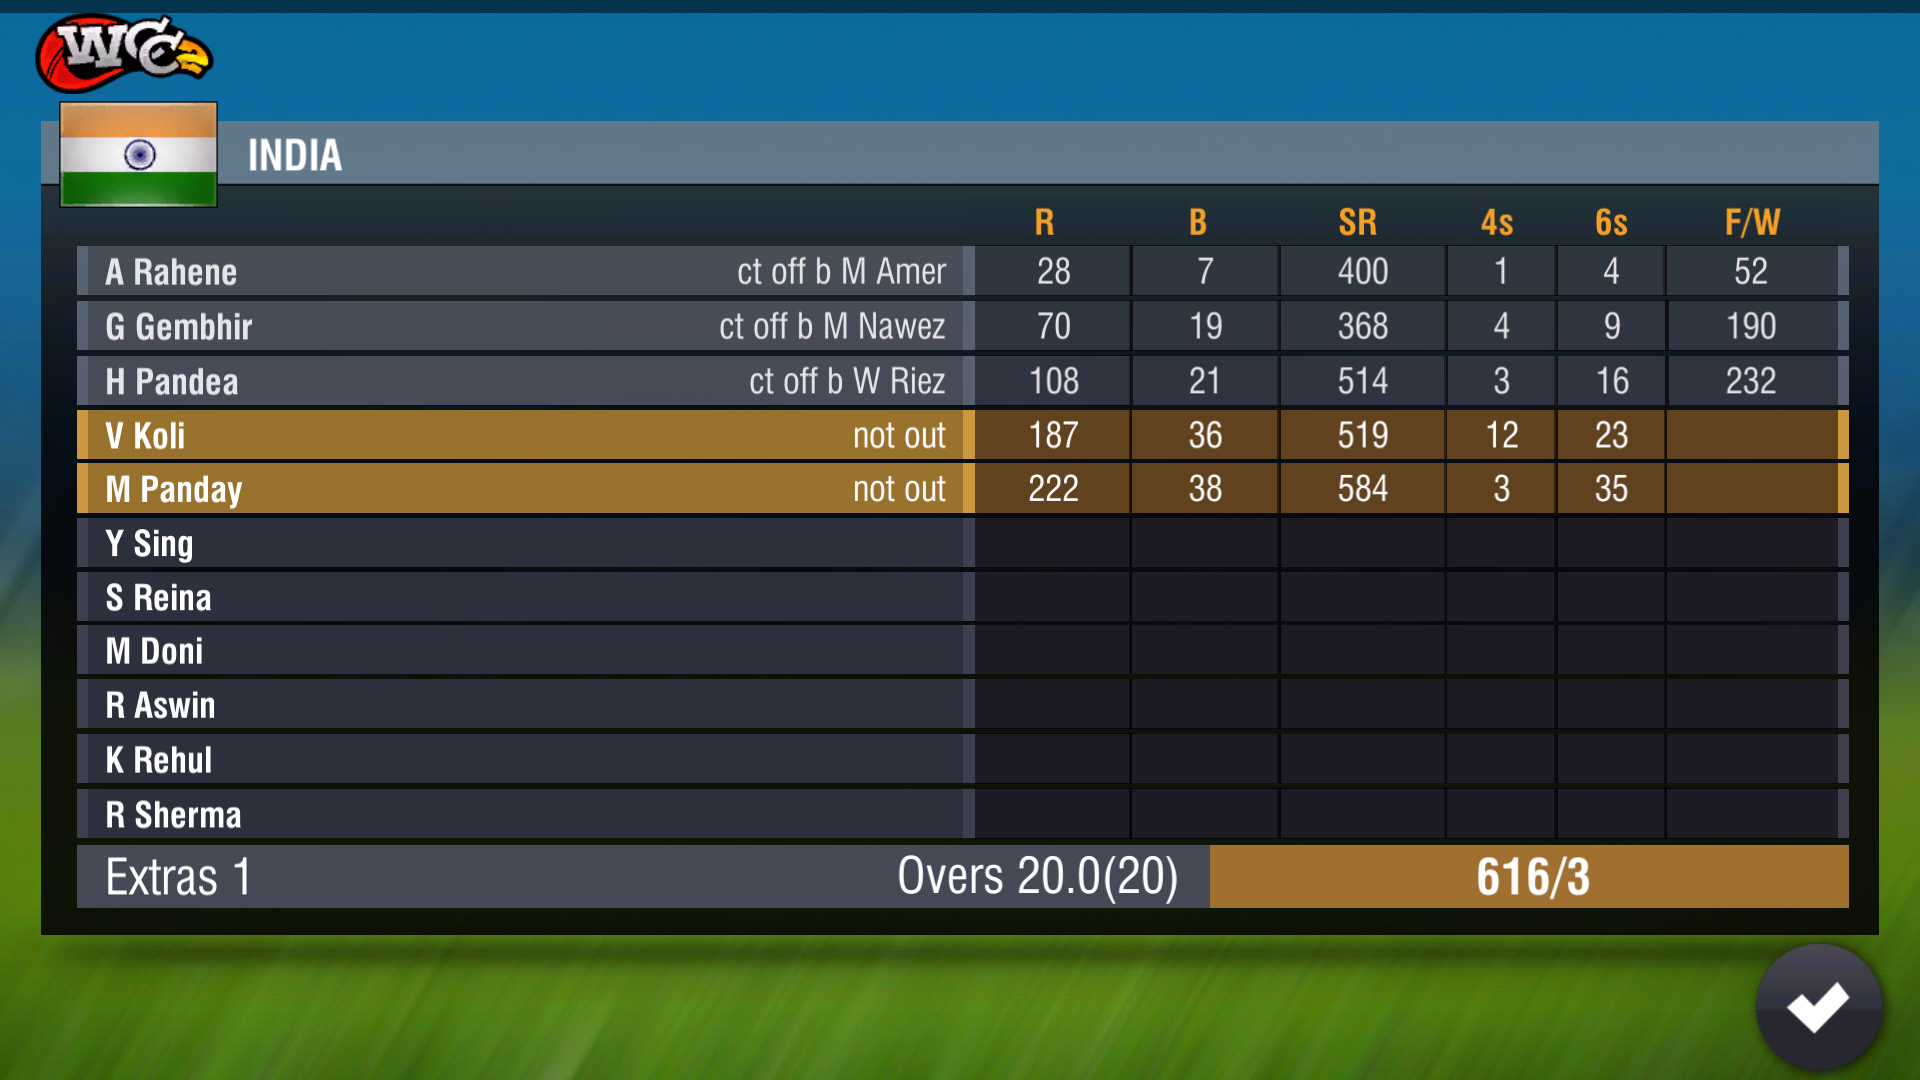 WCC2
INDIA
R B SR 4s 6s F/W
A Rahene ct off b M Amer 28 7 400 1 4 52
G Gembhir ct off b M Nawez 70 19 368 4 9 190
H Pandea ct off b W Riez 108 21 514 3 16 232
V Koli not out 187 36 519 12 23
M Panday not out 222 38 584 3 35
Y Sing
S Reina
M Doni
R Aswin
K Rehul
R Sherma
Extras 1 Overs 20.0(20) 616/3